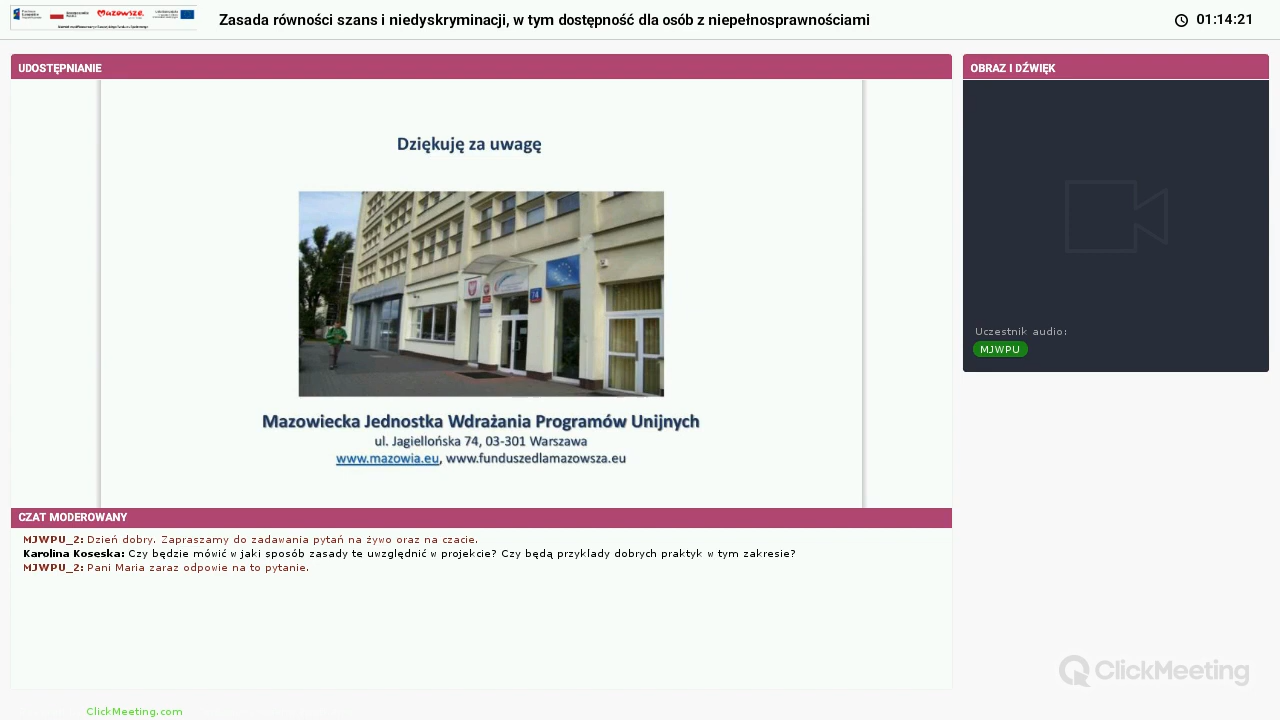 Mazowsze.
Zasada równości szans i niedyskryminacji, w tym dostępność dla osób z niepełnosprawnościami
01:14:21
UDOSTĘPNIANIE
OBRAZ I DŹWIĘK
Dziękuję za uwagę
74
Mazowiecka Jednostka Wdrażania Programów Unijnych
ul. Jagiellońska 74, 03-301 Warszawa
www.mazowia.eu, www.funduszedlamazowsza.eu
Uczestnik audio:
MJWPU
CZAT MODEROWANY
MJWPU_2: Dzień dobry. Zapraszamy do zadawania pytań na żywo oraz na czacie.
Karolina Koseska: Czy będzie mówić w jaki sposób zasady te uwzględnić w projekcie? Czy będą przyklady dobrych praktyk w tym zakresie?
MJWPU_2: Pani Maria zaraz odpowie na to pytanie.
ClickMeeting
ClickMeeting.com